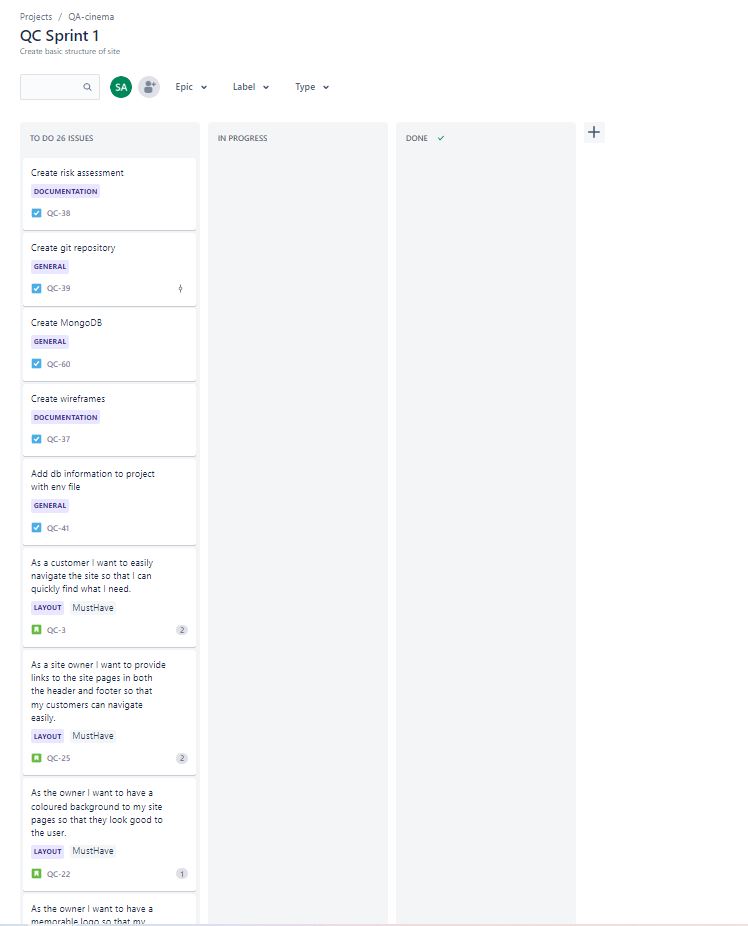 Projects / QA-cinema
QC Sprint 1
Create basic structure of site
SA
Epic
Label
Type
TO DO 26 ISSUES
IN PROGRESS
DONE
Create risk assessment
DOCUMENTATION
QC-38
Create git repository
GENERAL
QC-39
Create MongoDB
GENERAL
QC-60
Create wireframes
DOCUMENTATION
QC-37
Add db information to project
with env file
GENERAL
QC-41
As a customer I want to easily
navigate the site so that I can
quickly find what I need.
LAYOUT MustHave
QC-3 2
As a site owner I want to provide
links to the site pages in both
the header and footer so that
my customers can navigate
easily.
LAYOUT MustHave
QC-25 2
As the owner I want to have a
coloured background to my site
pages so that they look good to
the user.
LAYOUT MustHave
QC-22 1
As the owner I want to have a
memorable logo so that my